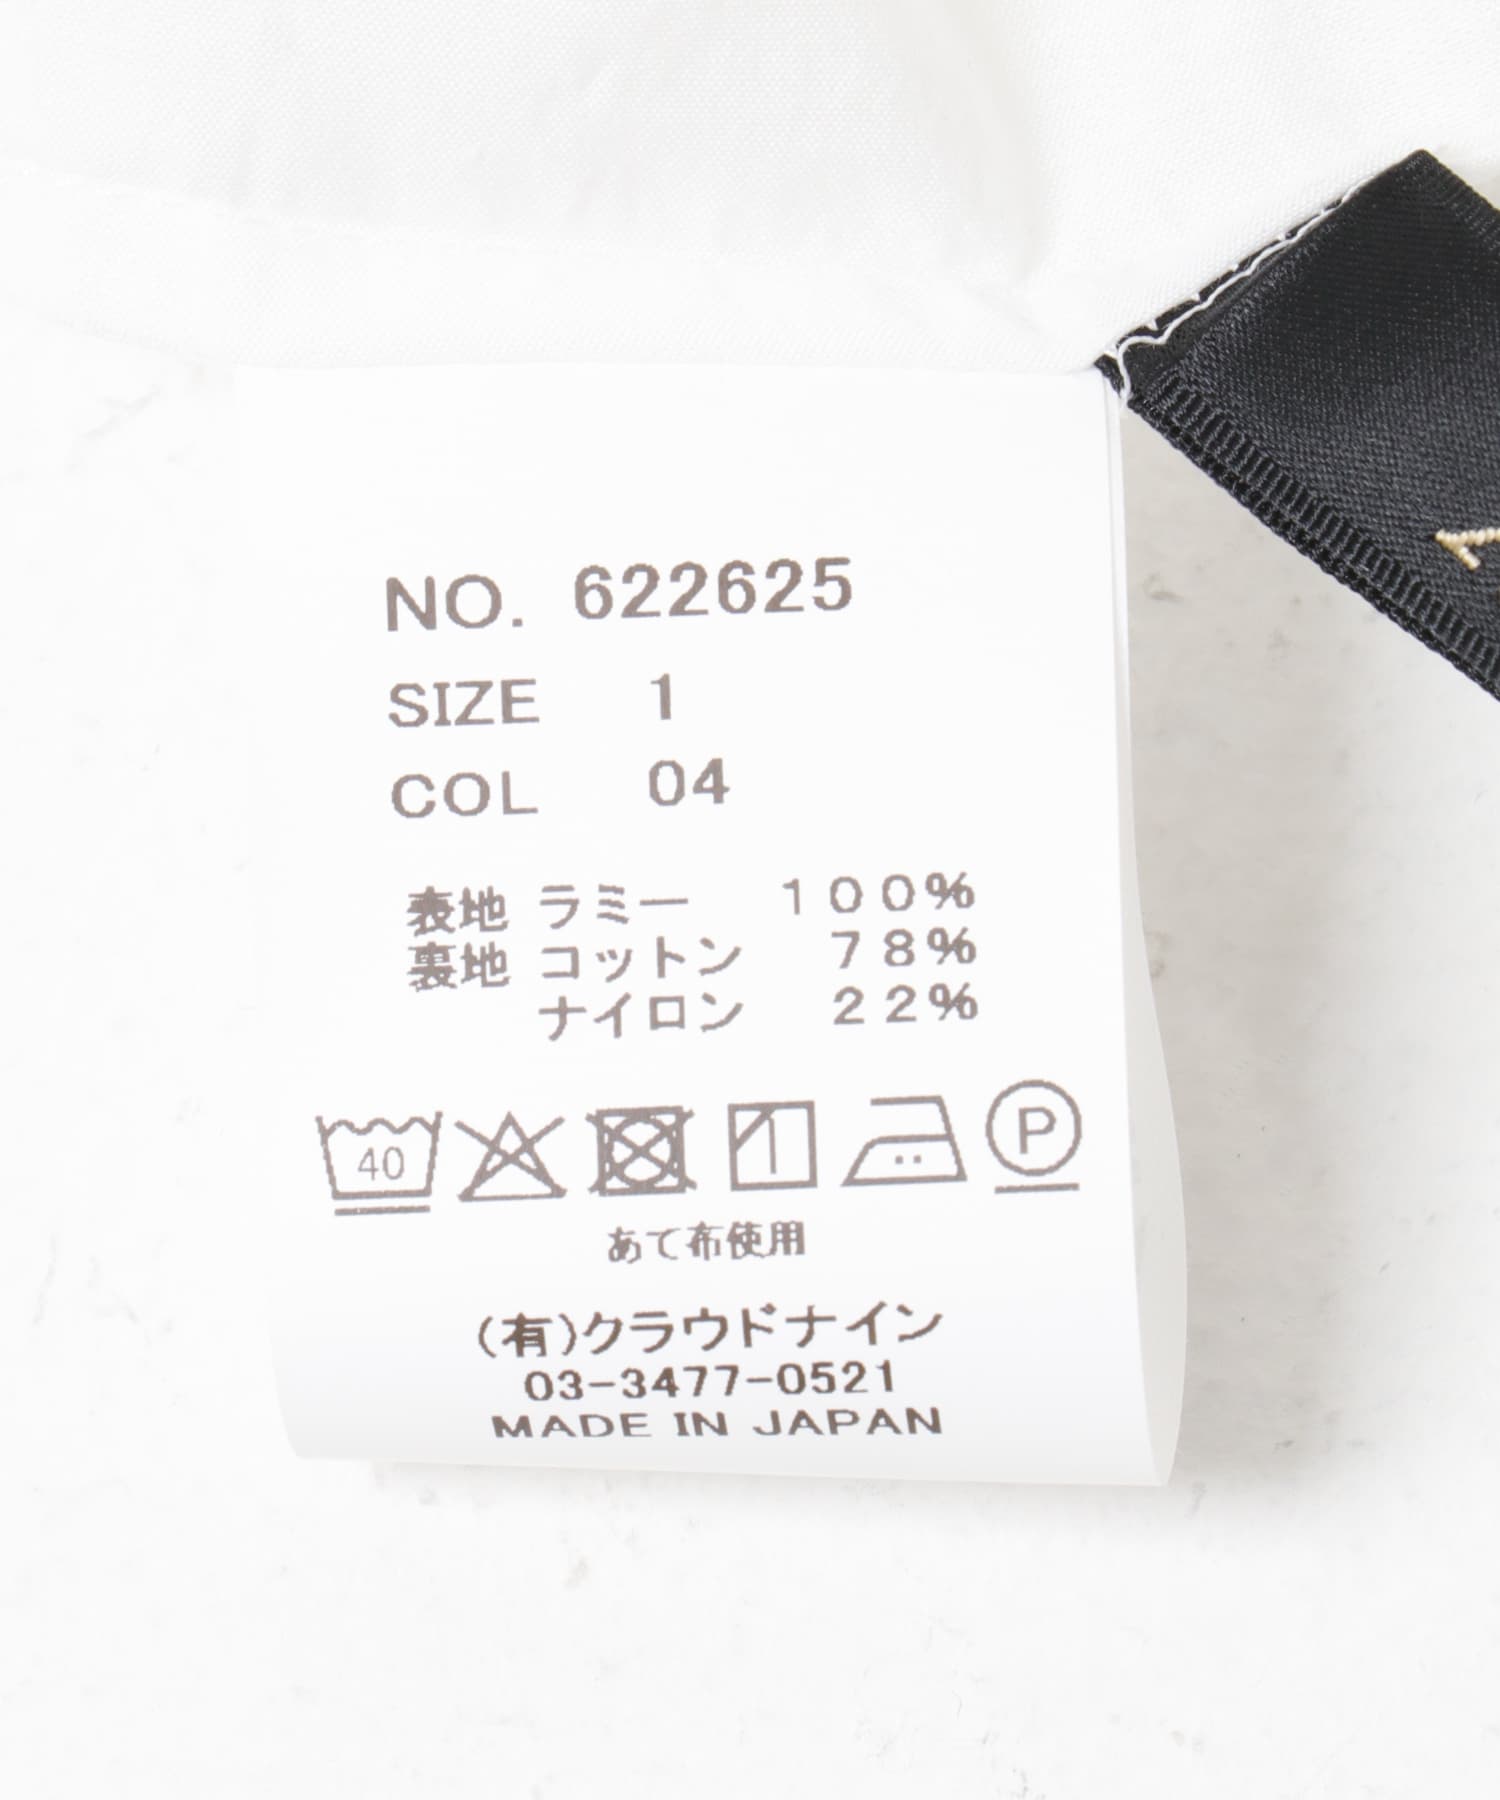 NO. 622625
SIZE 1
COL 04
表地 ラミー 100%
裏地 コットン 78%
ナイロン 22%
40 P
あて布使用
(有)クラウドナイン
03-3477-0521
MADE IN JAPAN